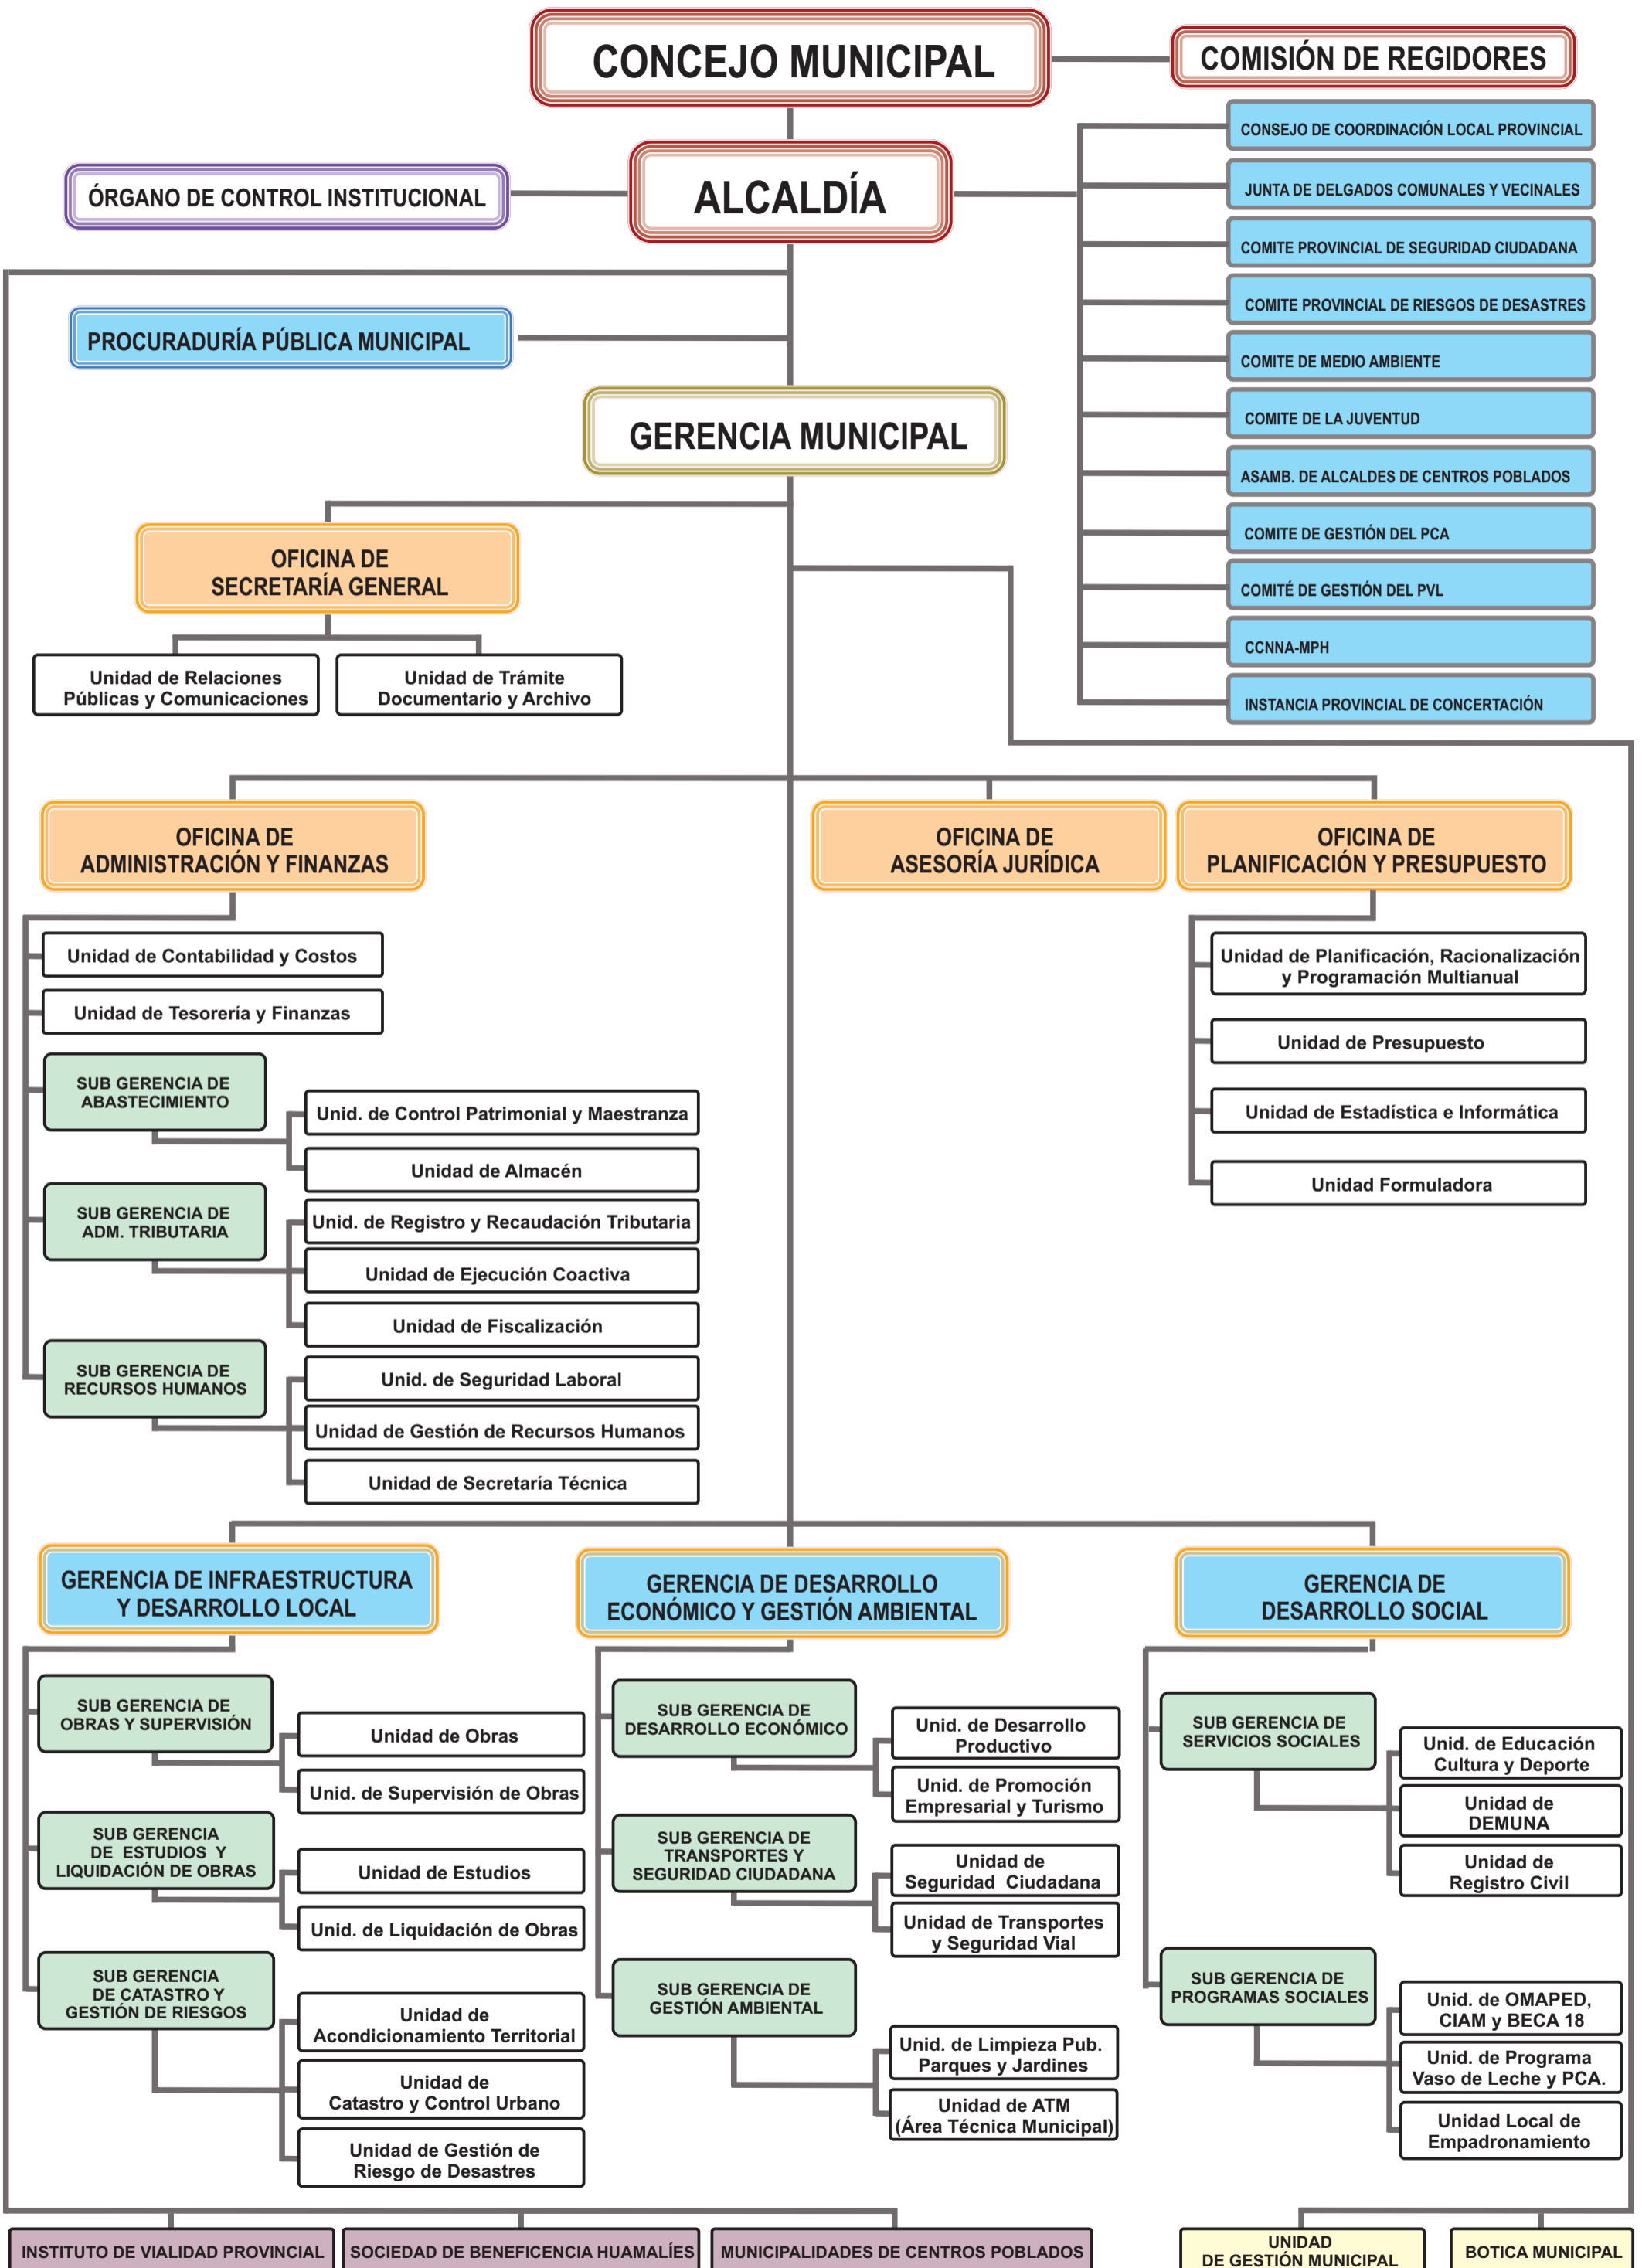 CONCEJO MUNICIPAL
COMISIÓN DE REGIDORES
ALCALDÍA
ÓRGANO DE CONTROL INSTITUCIONAL
CONSEJO DE COORDINACIÓN LOCAL PROVINCIAL
JUNTA DE DELGADOS COMUNALES Y VECINALES
COMITE PROVINCIAL DE SEGURIDAD CIUDADANA
COMITE PROVINCIAL DE RIESGOS DE DESASTRES
COMITE DE MEDIO AMBIENTE
COMITE DE LA JUVENTUD
ASAMB. DE ALCALDES DE CENTROS POBLADOS
COMITE DE GESTIÓN DEL PCA
COMITÉ DE GESTIÓN DEL PVL
CCNNA-MPH
INSTANCIA PROVINCIAL DE CONCERTACIÓN
PROCURADURÍA PÚBLICA MUNICIPAL
GERENCIA MUNICIPAL
OFICINA DE
SECRETARÍA GENERAL
Unidad de Relaciones
Públicas y Comunicaciones
Unidad de Trámite
Documentario y Archivo
OFICINA DE
ADMINISTRACIÓN Y FINANZAS
OFICINA DE
ASESORÍA JURÍDICA
OFICINA DE
PLANIFICACIÓN Y PRESUPUESTO
Unidad de Contabilidad y Costos
Unidad de Tesorería y Finanzas
SUB GERENCIA DE
ABASTECIMIENTO
Unid. de Control Patrimonial y Maestranza
Unidad de Almacén
SUB GERENCIA DE
ADM. TRIBUTARIA
Unid. de Registro y Recaudación Tributaria
Unidad de Ejecución Coactiva
Unidad de Fiscalización
SUB GERENCIA DE
RECURSOS HUMANOS
Unid. de Seguridad Laboral
Unidad de Gestión de Recursos Humanos
Unidad de Secretaría Técnica
Unidad de Planificación, Racionalización
y Programación Multianual
Unidad de Presupuesto
Unidad de Estadística e Informática
Unidad Formuladora
GERENCIA DE INFRAESTRUCTURA
Y DESARROLLO LOCAL
SUB GERENCIA DE
OBRAS Y SUPERVISIÓN
Unidad de Obras
Unid. de Supervisión de Obras
SUB GERENCIA
DE ESTUDIOS Y
LIQUIDACIÓN DE OBRAS
Unidad de Estudios
Unid. de Liquidación de Obras
SUB GERENCIA
DE CATASTRO Y
GESTIÓN DE RIESGOS
Unidad de
Acondicionamiento Territorial
Unidad de
Catastro y Control Urbano
Unidad de Gestión de
Riesgo de Desastres
GERENCIA DE DESARROLLO
ECONÓMICO Y GESTIÓN AMBIENTAL
SUB GERENCIA DE
DESARROLLO ECONÓMICO
Unid. de Desarrollo
Productivo
Unid. de Promoción
Empresarial y Turismo
SUB GERENCIA DE
TRANSPORTES Y
SEGURIDAD CIUDADANA
Unidad de
Seguridad Ciudadana
Unidad de Transportes
y Seguridad Vial
SUB GERENCIA DE
GESTIÓN AMBIENTAL
Unid. de Limpieza Pub.
Parques y Jardines
Unidad de ATM
(Área Técnica Municipal)
GERENCIA DE
DESARROLLO SOCIAL
SUB GERENCIA DE
SERVICIOS SOCIALES
Unid. de Educación
Cultura y Deporte
Unidad de
DEMUNA
Unidad de
Registro Civil
SUB GERENCIA DE
PROGRAMAS SOCIALES
Unid. de OMAPED,
CIAM y BECA 18
Unid. de Programa
Vaso de Leche y PCA.
Unidad Local de
Empadronamiento
INSTITUTO DE VIALIDAD PROVINCIAL
SOCIEDAD DE BENEFICENCIA HUAMALÍES
MUNICIPALIDADES DE CENTROS POBLADOS
UNIDAD
DE GESTIÓN MUNICIPAL
BOTICA MUNICIPAL